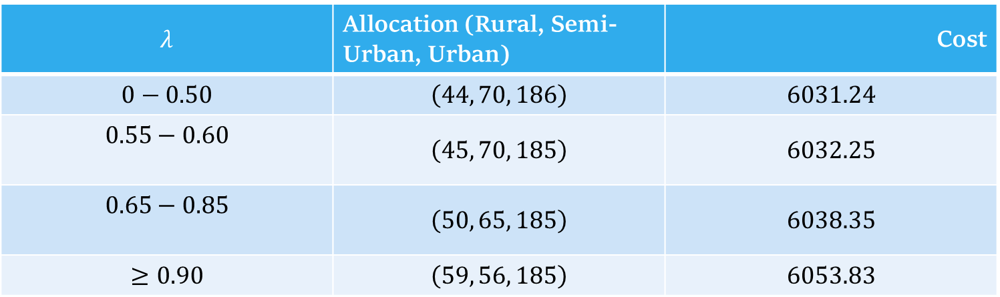 λ
Allocation (Rural, Semi-
Urban, Urban)
Cost
0 − 0.50
(44, 70, 186)
6031.24
0.55 − 0.60
(45, 70, 185)
6032.25
0.65 − 0.85
(50, 65, 185)
6038.35
≥ 0.90
(59, 56, 185)
6053.83